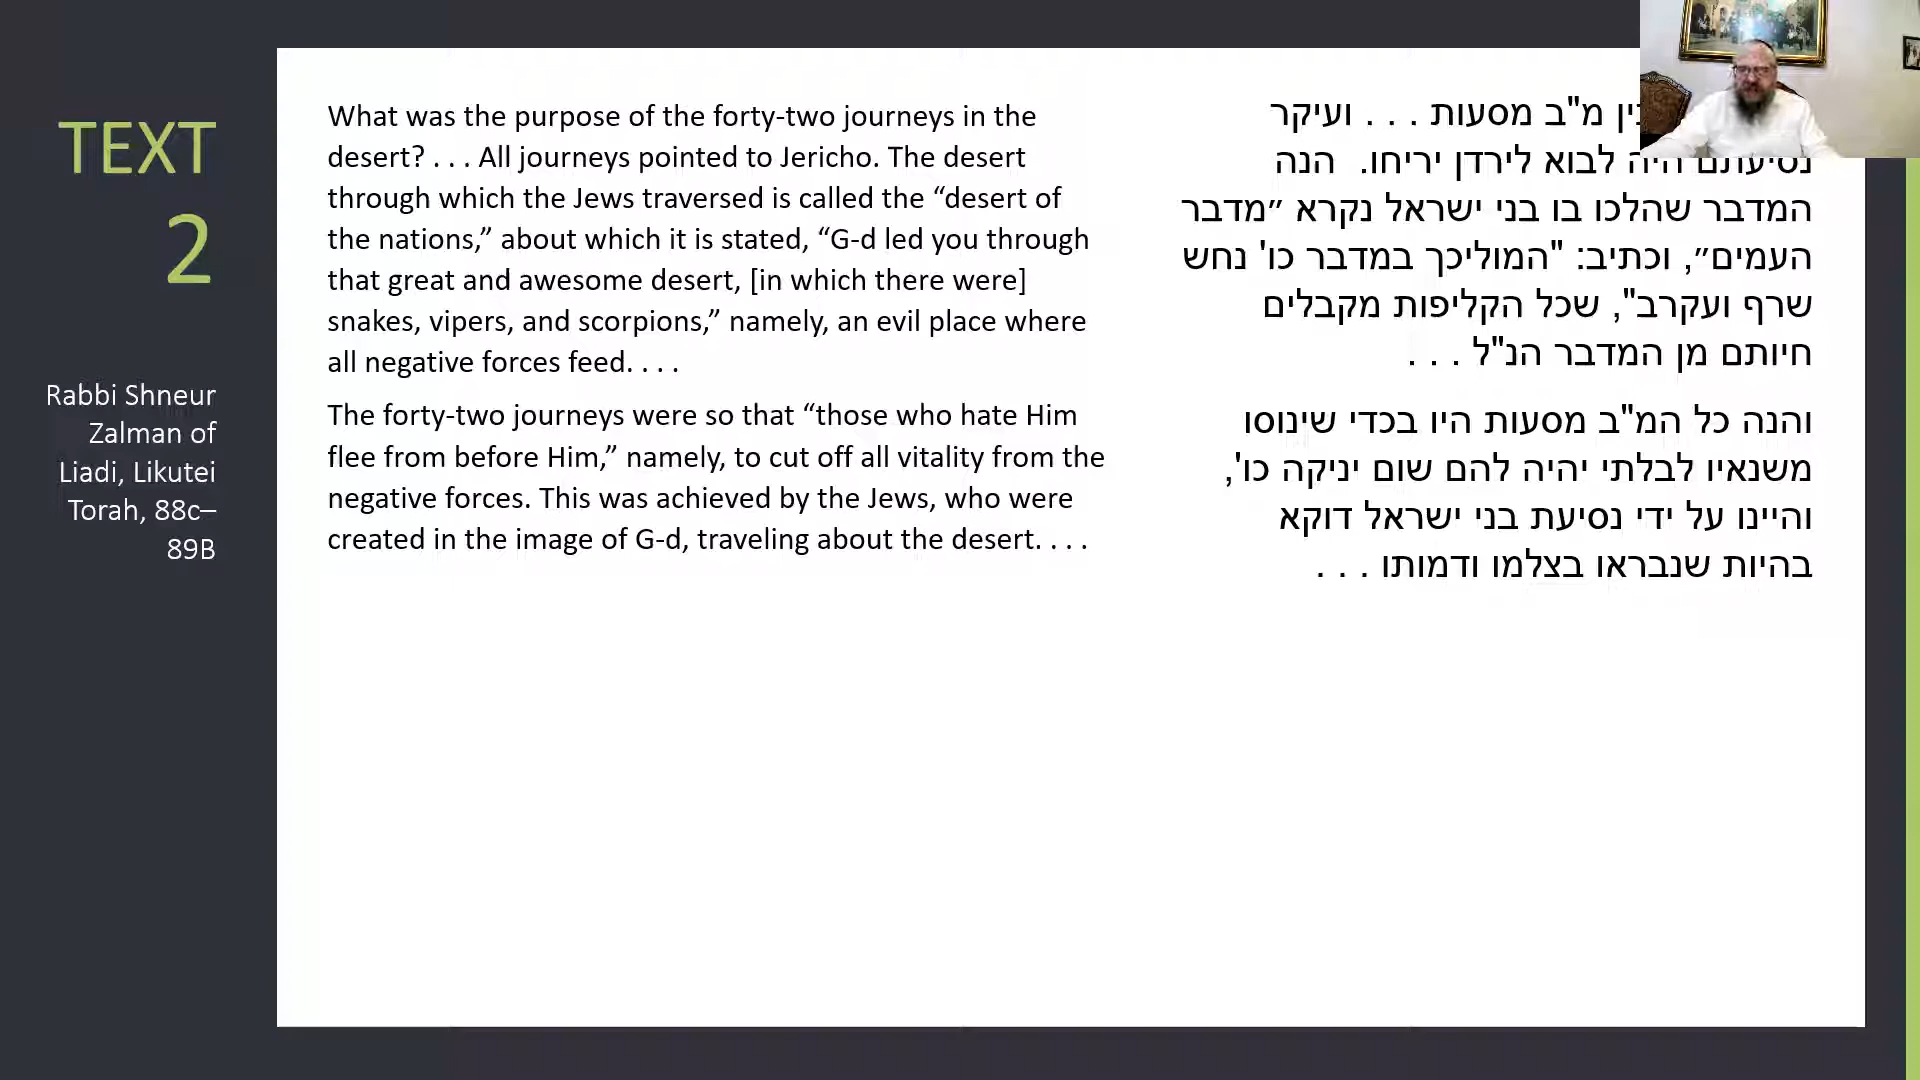 TEXT
2
Rabbi Shneur
Zalman of
Liadi, Likutei
Torah, 88c–
89B
What was the purpose of the forty-two journeys in the
desert? . . . All journeys pointed to Jericho. The desert
through which the Jews traversed is called the “desert of
the nations,” about which it is stated, “G-d led you through
that great and awesome desert, [in which there were]
snakes, vipers, and scorpions,” namely, an evil place where
all negative forces feed. . . .
The forty-two journeys were so that “those who hate Him
flee from before Him,” namely, to cut off all vitality from the
negative forces. This was achieved by the Jews, who were
created in the image of G-d, traveling about the desert. . . .
מ"ב מסעות . . . ועיקר
נסיעתם היה לבוא לירדן יריחו.  הנה
המדבר שהלכו בו בני ישראל נקרא ״מדבר
העמים״, וכתיב: "המוליכך במדבר כו' נחש
שרף ועקרב", שכל הקליפות מקבלים
חיותם מן המדבר הנ"ל . . .
והנה כל המ"ב מסעות היו בכדי שינוסו
משנאיו לבלתי יהיה להם שום יניקה כו',
והיינו על ידי נסיעת בני ישראל דוקא
בהיות שנבראו בצלמו ודמותו . . .